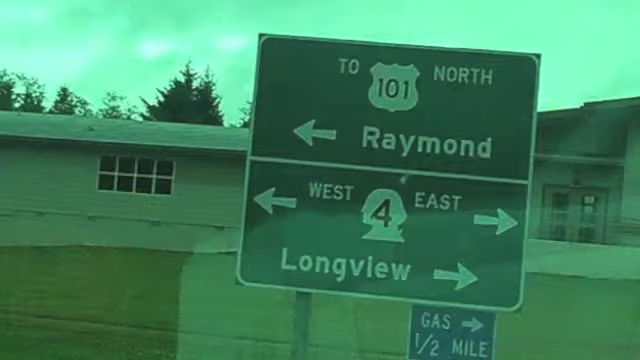 TO 101 NORTH
← Raymond
← WEST 4 EAST →
Longview →
GAS →
1/2 MILE